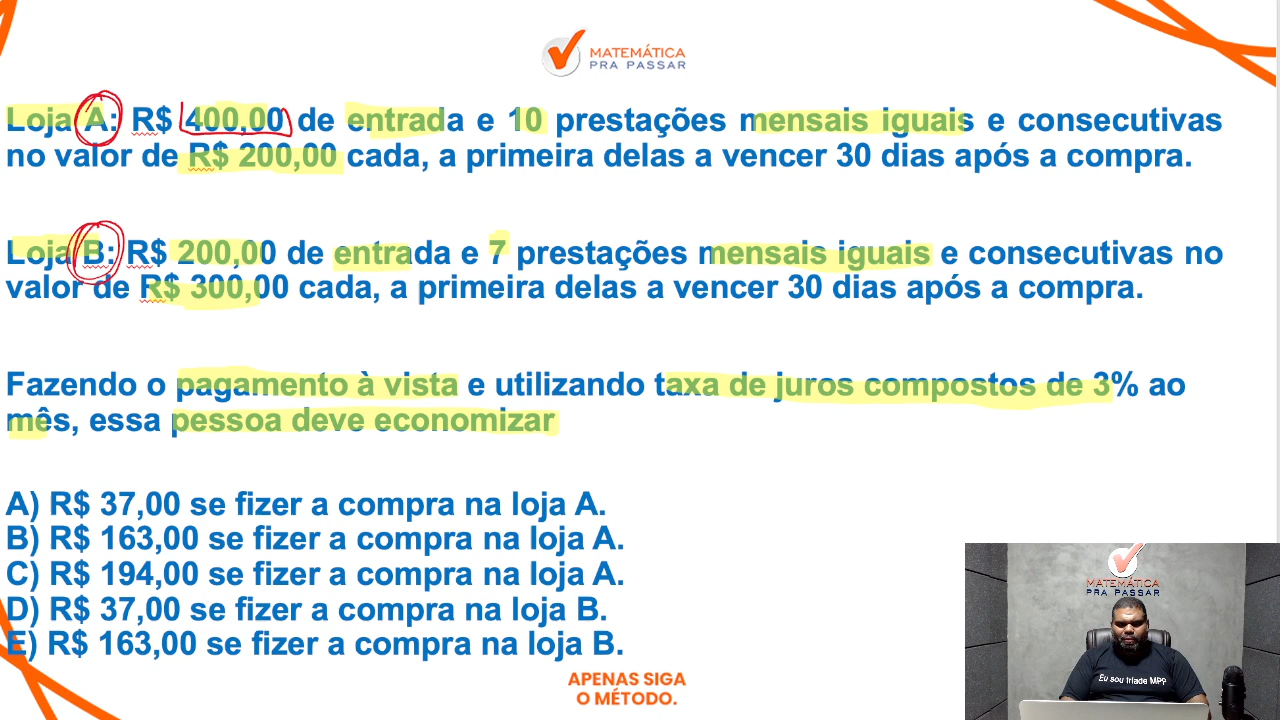 MATEMÁTICA
PRA PASSAR
Loja A: R$ 400,00 de entrada e 10 prestações mensais iguais e consecutivas
no valor de R$ 200,00 cada, a primeira delas a vencer 30 dias após a compra.
Loja B: R$ 200,00 de entrada e 7 prestações mensais iguais e consecutivas no
valor de R$ 300,00 cada, a primeira delas a vencer 30 dias após a compra.
Fazendo o pagamento à vista e utilizando taxa de juros compostos de 3% ao
mês, essa pessoa deve economizar
A) R$ 37,00 se fizer a compra na loja A.
B) R$ 163,00 se fizer a compra na loja A.
C) R$ 194,00 se fizer a compra na loja A.
D) R$ 37,00 se fizer a compra na loja B.
E) R$ 163,00 se fizer a compra na loja B.
MATEMÁTICA
PRA PASSAR
Eu sou tríade MPP
APENAS SIGA
O MÉTODO.